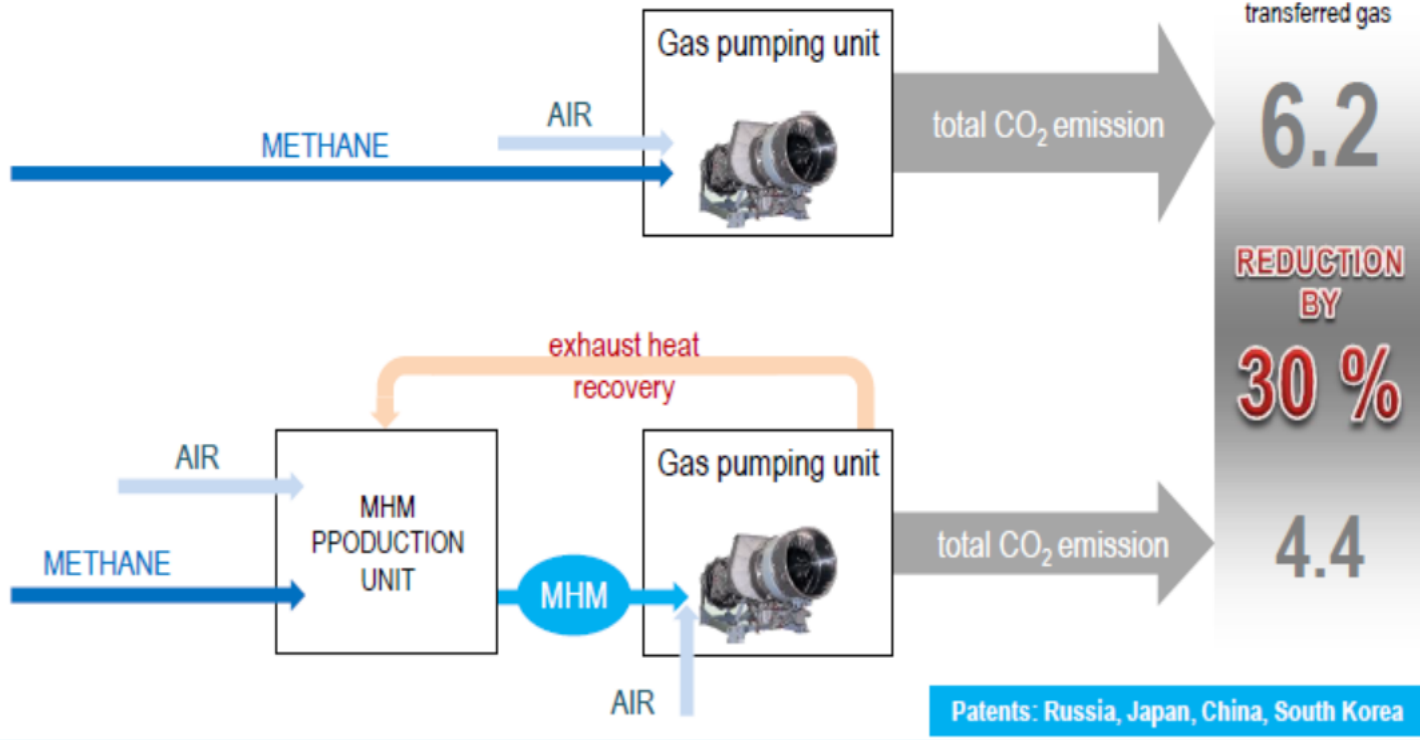 transferred gas
Gas pumping unit
AIR
METHANE
total CO₂ emission
6.2
REDUCTION
BY
30 %
exhaust heat
recovery
AIR
METHANE
MHM
PPODUCTION
UNIT
MHM
Gas pumping unit
AIR
total CO₂ emission
4.4
Patents: Russia, Japan, China, South Korea